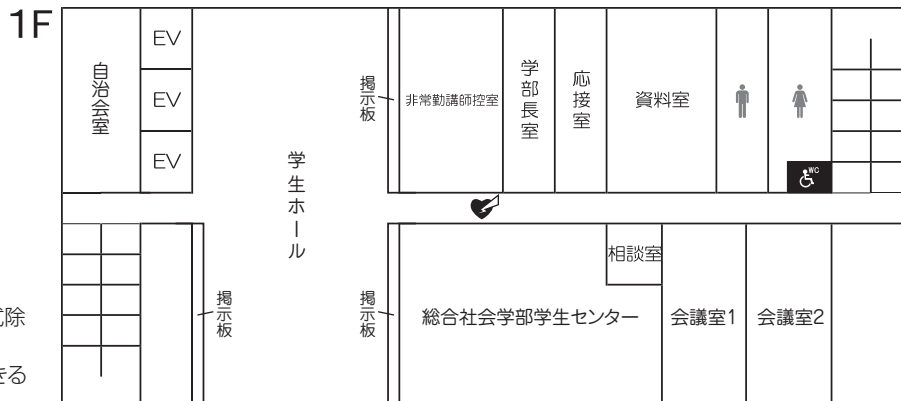 1F
自治会室
EV
EV
EV
学生ホール
掲示板
非常勤講師控室
学部長室
応接室
資料室
WC
掲示板
掲示板
総合社会学部学生センター
相談室
会議室1
会議室2
除
きる